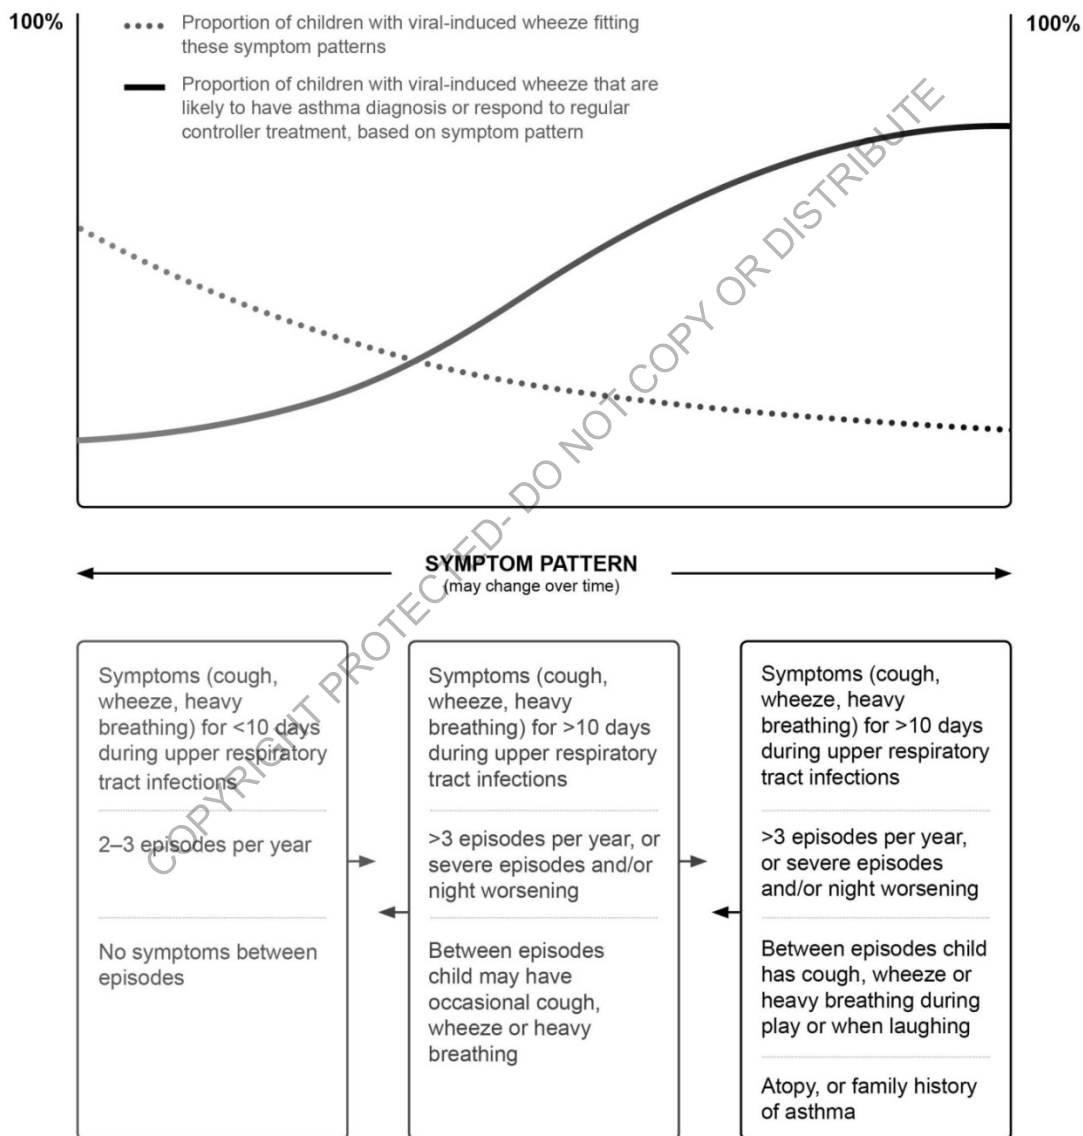 100%
100%
Proportion of children with viral-induced wheeze fitting
these symptom patterns
Proportion of children with viral-induced wheeze that are
likely to have asthma diagnosis or respond to regular
controller treatment, based on symptom pattern
COPYRIGHT PROTECTED- DO NOT COPY OR DISTRIBUTE
SYMPTOM PATTERN
(may change over time)
Symptoms (cough,
wheeze, heavy
breathing) for <10 days
during upper respiratory
tract infections
2–3 episodes per year
No symptoms between
episodes
Symptoms (cough,
wheeze, heavy
breathing) for >10 days
during upper respiratory
tract infections
>3 episodes per year, or
severe episodes and/or
night worsening
Between episodes
child may have
occasional cough,
wheeze or heavy
breathing
Symptoms (cough,
wheeze, heavy
breathing) for >10 days
during upper respiratory
tract infections
>3 episodes per year,
or severe episodes
and/or night worsening
Between episodes child
has cough, wheeze or
heavy breathing during
play or when laughing
Atopy, or family history
of asthma